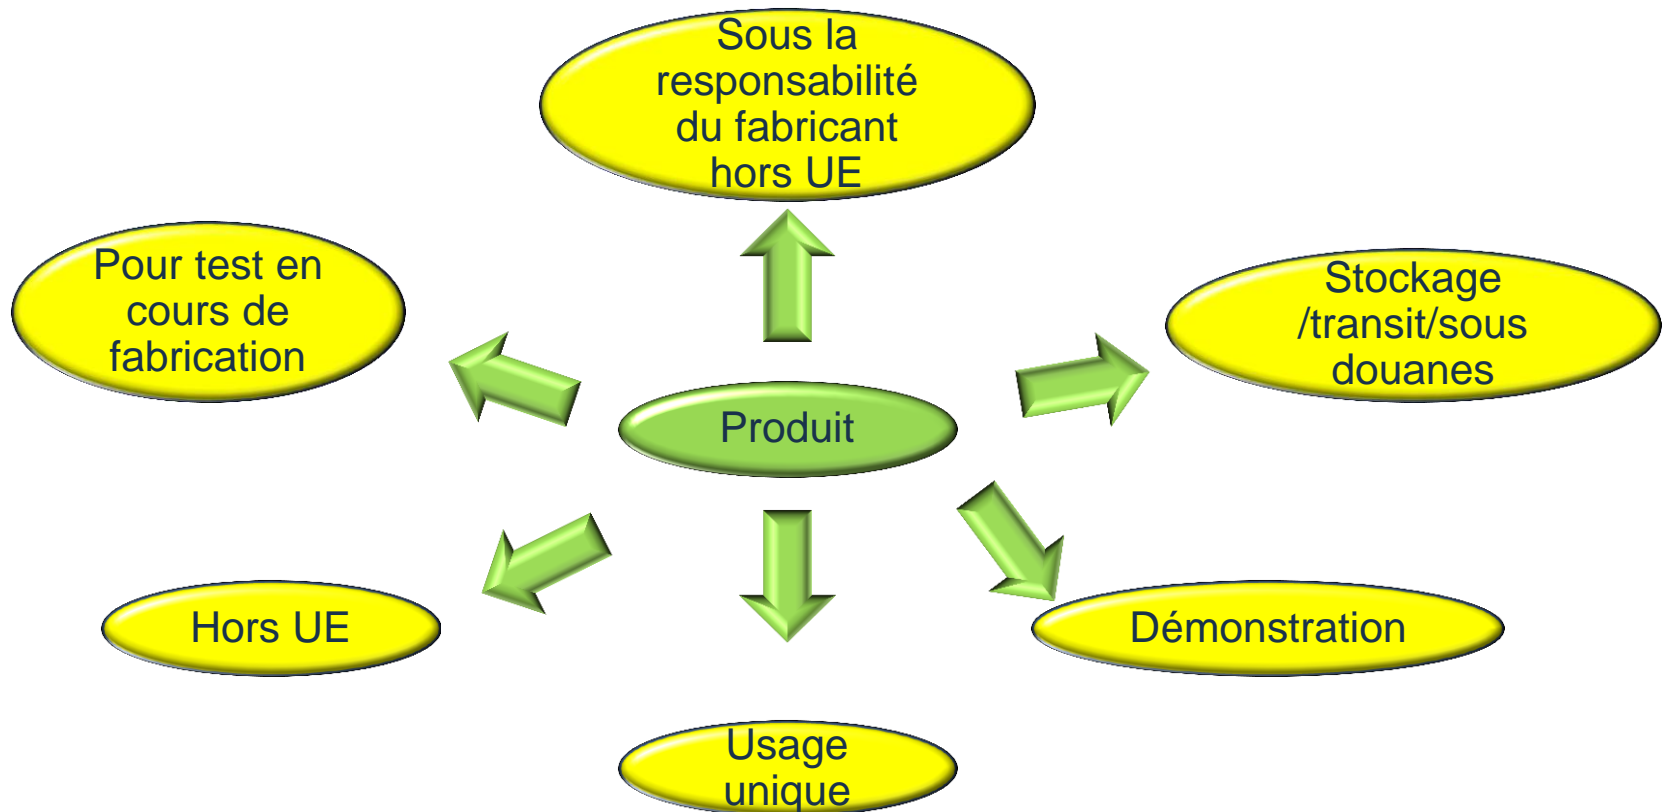 Sous la
responsabilité
du fabricant
hors UE
Pour test en
cours de
fabrication
Stockage
/transit/sous
douanes
Produit
Hors UE
Démonstration
Usage
unique